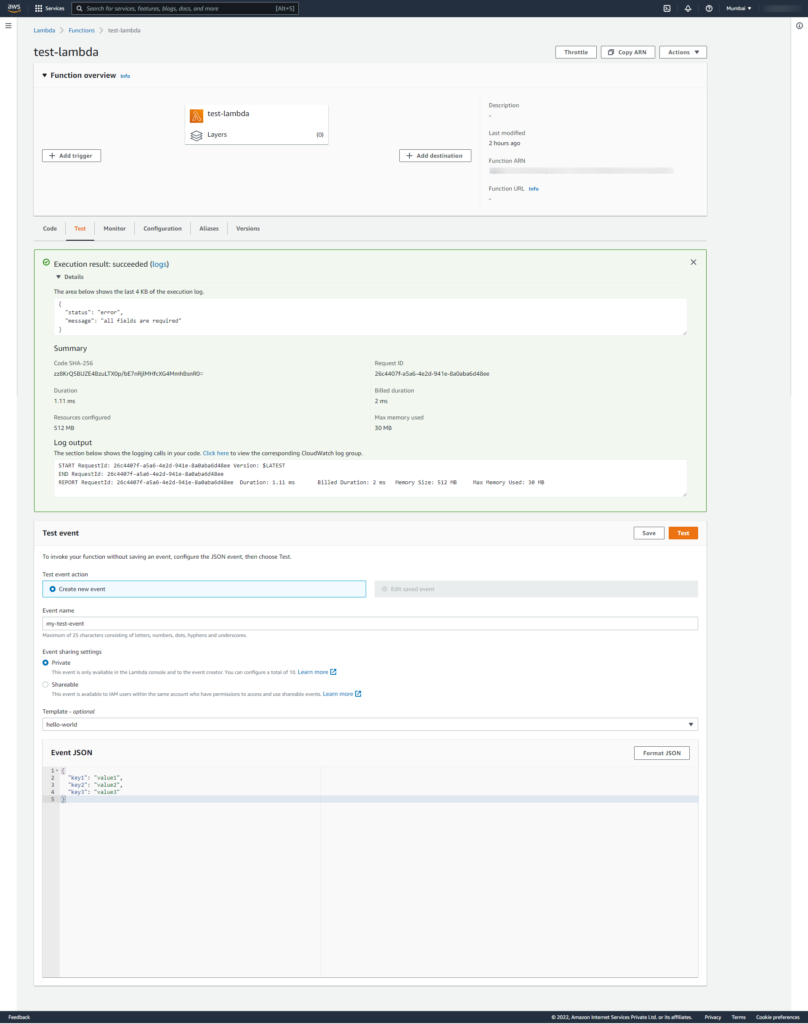 aws
Services
Search for services, features, blogs, docs, and more
[Alt+S]
Mumbai
Lambda > Functions > test-lambda
test-lambda
Throttle
Copy ARN
Actions
Function overview Info
test-lambda
Layers (0)
+ Add trigger
+ Add destination
Description
-
Last modified
2 hours ago
Function ARN
Function URL Info
-
Code
Test
Monitor
Configuration
Aliases
Versions
Execution result: succeeded (logs)
Details
The area below shows the last 4 KB of the execution log.
{
"status": "error",
"message": "all fields are required"
}
Summary
Code SHA-256
Request ID
26c4407f-a5a6-4e2d-941e-8a0aba6d48ee
Duration
1.11 ms
Billed duration
2 ms
Resources configured
512 MB
Max memory used
30 MB
Log output
The section below shows the logging calls in your code. Click here to view the corresponding CloudWatch log group.
START RequestId: 26c4407f-a5a6-4e2d-941e-8a0aba6d48ee Version: $LATEST
END RequestId: 26c4407f-a5a6-4e2d-941e-8a0aba6d48ee
REPORT RequestId: 26c4407f-a5a6-4e2d-941e-8a0aba6d48ee Duration: 1.11 ms Billed Duration: 2 ms Memory Size: 512 MB Max Memory Used: 30 MB
Test event
Save
Test
To invoke your function without saving an event, configure the JSON event, then choose Test.
Test event action
Create new event
Edit saved event
Event name
my-test-event
Maximum of 25 characters consisting of letters, numbers, dots, hyphens and underscores.
Event sharing settings
Private
This event is only available in the Lambda console and to the event creator. You can configure a total of 10. Learn more
Shareable
This event is available to IAM users within the same account who have permissions to access and use shareable events. Learn more
Template - optional
hello-world
Event JSON
Format JSON
1 {
2 "key1": "value1",
3 "key2": "value2",
4 "key3": "value3"
5 }
Feedback
© 2022, Amazon Internet Services Private Ltd. or its affiliates.
Privacy
Terms
Cookie preferences